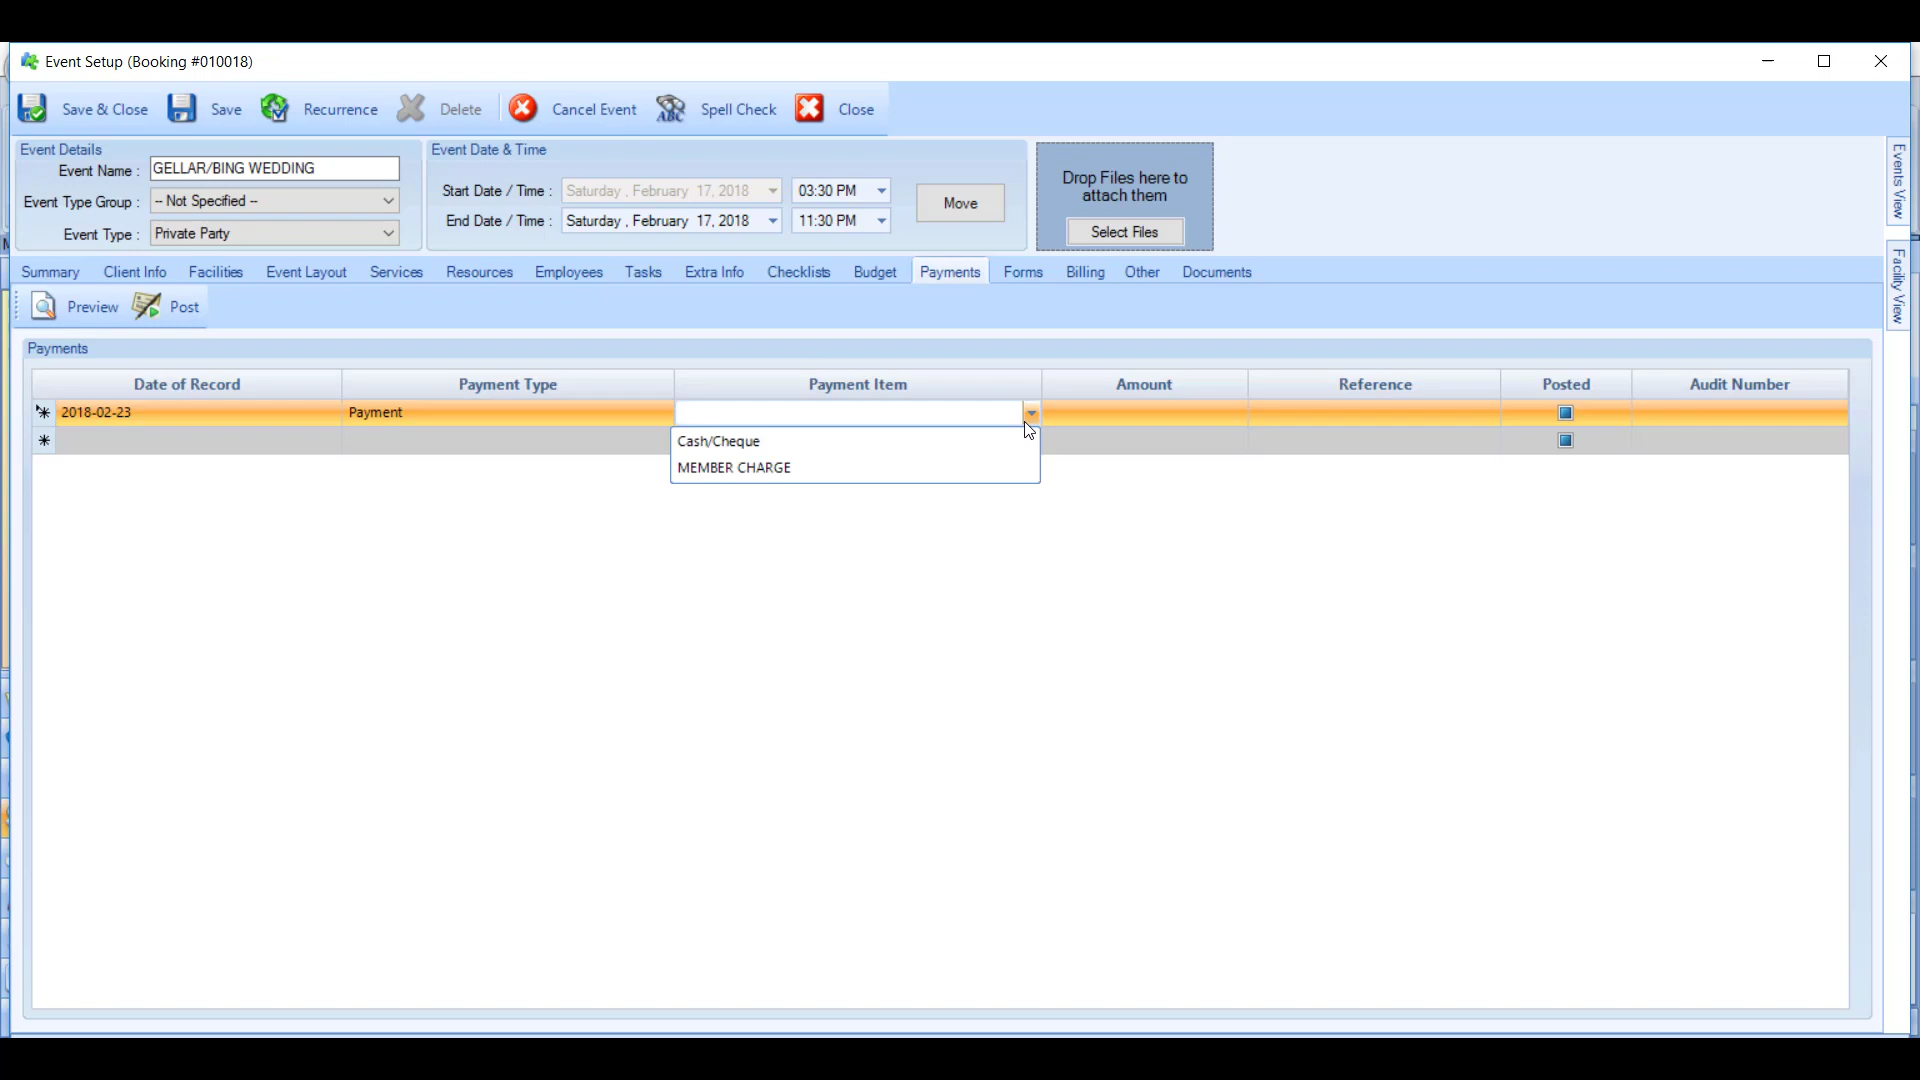 Event Setup (Booking #010018)
Save & Close Save Recurrence Delete Cancel Event Spell Check Close
Event Details
Event Name : GELLAR/BING WEDDING
Event Type Group : -- Not Specified --
Event Type : Private Party
Event Date & Time
Start Date / Time : Saturday , February 17, 2018 03:30 PM
End Date / Time : Saturday , February 17, 2018 11:30 PM
Move
Drop Files here to
attach them
Select Files
Events View
Facility View
Summary Client Info Facilities Event Layout Services Resources Employees Tasks Extra Info Checklists Budget Payments Forms Billing Other Documents
Preview Post
Payments
Date of Record Payment Type Payment Item Amount Reference Posted Audit Number
2018-02-23 Payment
Cash/Cheque
MEMBER CHARGE